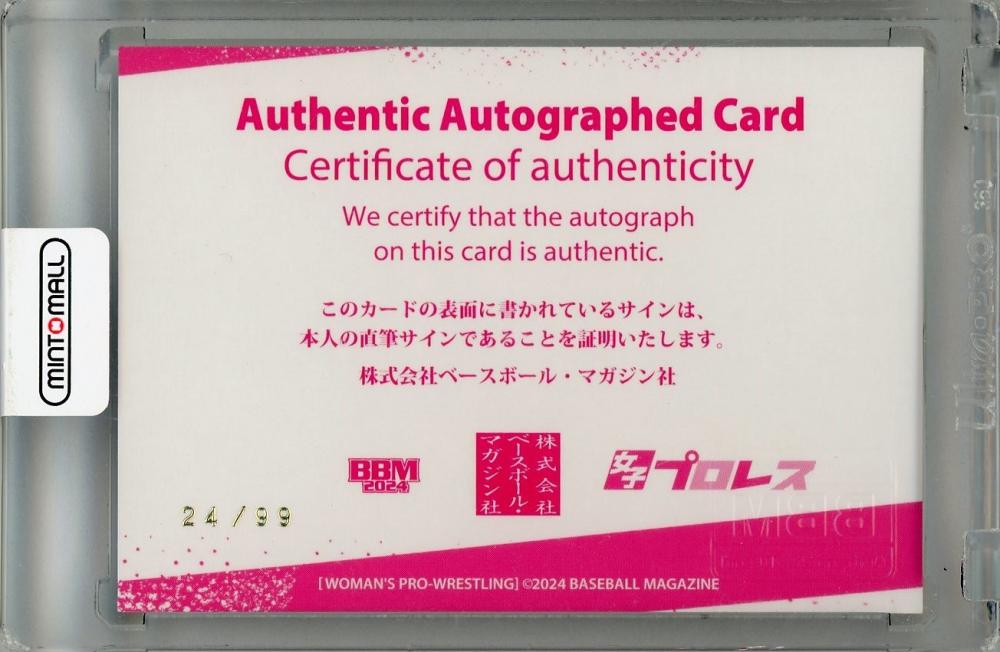 Authentic Autographed Card
Certificate of authenticity
We certify that the autograph
on this card is authentic.
このカードの表面に書かれているサインは、
本人の直筆サインであることを証明いたします。
株式会社ベースボール・マガジン社
MINTOMALL
BBM
2024
株式会社
ベースボール・
マガジン社
女子プロレス
24/99
BBM
[WOMAN'S PRO-WRESTLING] ©2024 BASEBALL MAGAZINE